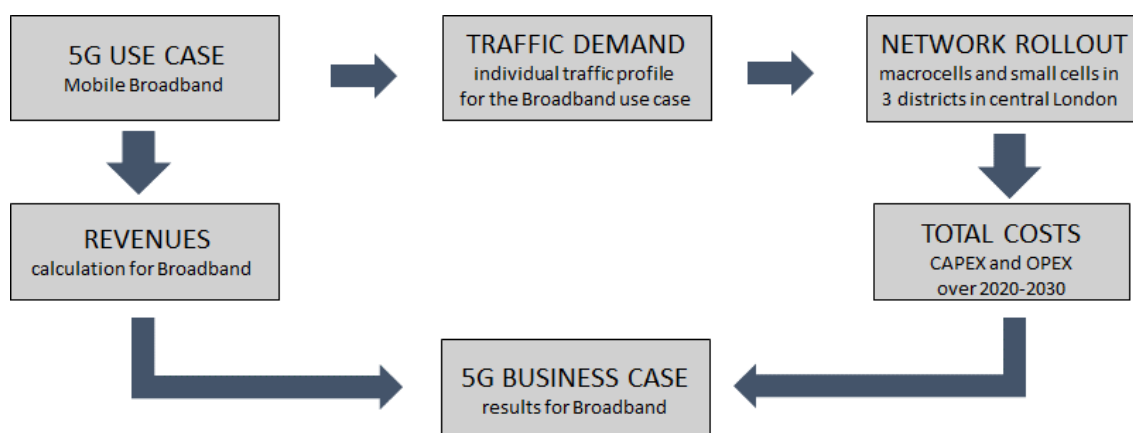 5G USE CASE
Mobile Broadband
TRAFFIC DEMAND
individual traffic profile
for the Broadband use case
NETWORK ROLLOUT
macrocells and small cells in
3 districts in central London
REVENUES
calculation for Broadband
TOTAL COSTS
CAPEX and OPEX
over 2020-2030
5G BUSINESS CASE
results for Broadband